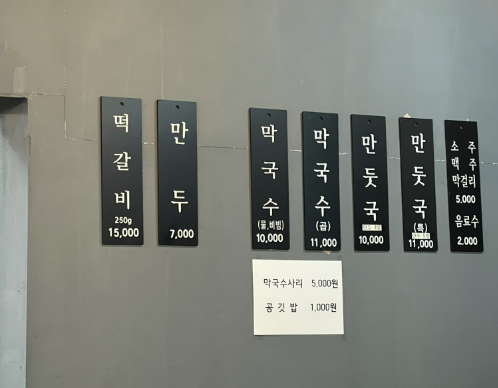 떡갈비
250g
15,000
만두
7,000
막국수
(물,비빔)
10,000
막국수
(곱)
11,000
만둣국
10,000
만둣국
(특)
11,000
소주
맥주
막걸리
5,000
음료수
2,000
막국수사리 5,000원
공깃밥 1,000원